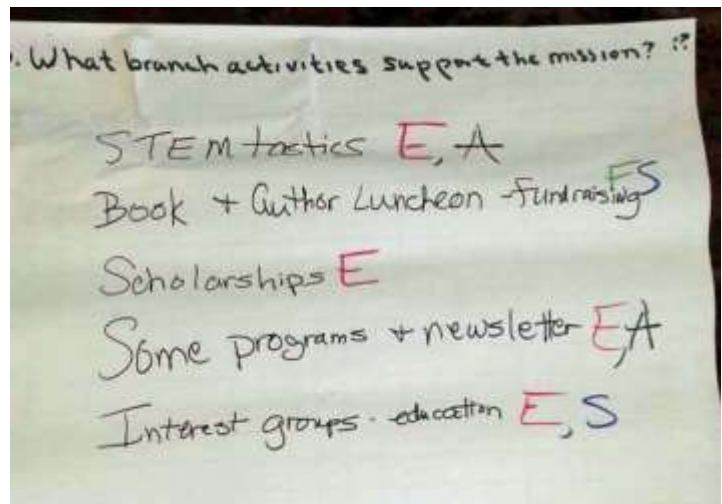 . What branch activities support the mission? :?
STEMtastics E, A
Book + Author Luncheon - Fundraising FS
Scholarships E
Some programs + newsletter E, A
Interest groups - education E, S